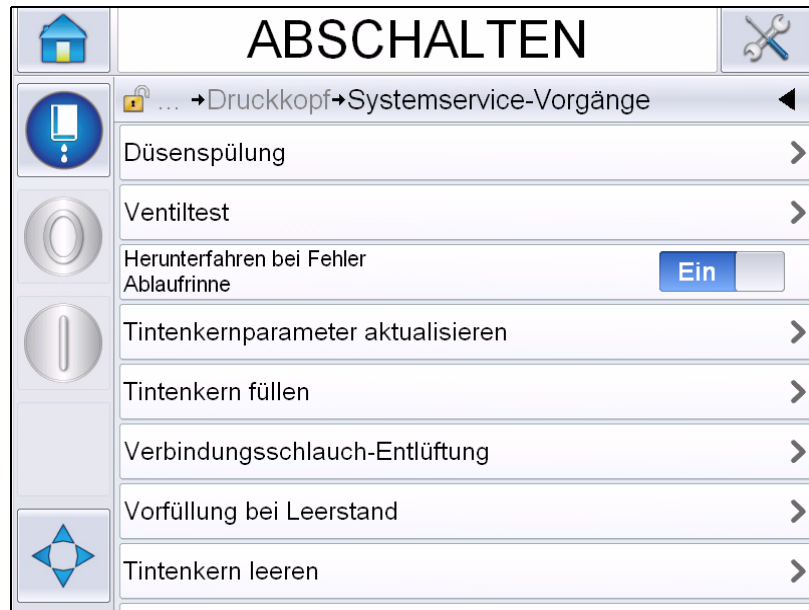 ABSCHALTEN
... →Druckkopf→Systemservice-Vorgänge
Düsenspülung
Ventiltest
Herunterfahren bei Fehler
Ablaufrinne
Ein
Tintenkernparameter aktualisieren
Tintenkern füllen
Verbindungsschlauch-Entlüftung
Vorfüllung bei Leerstand
Tintenkern leeren